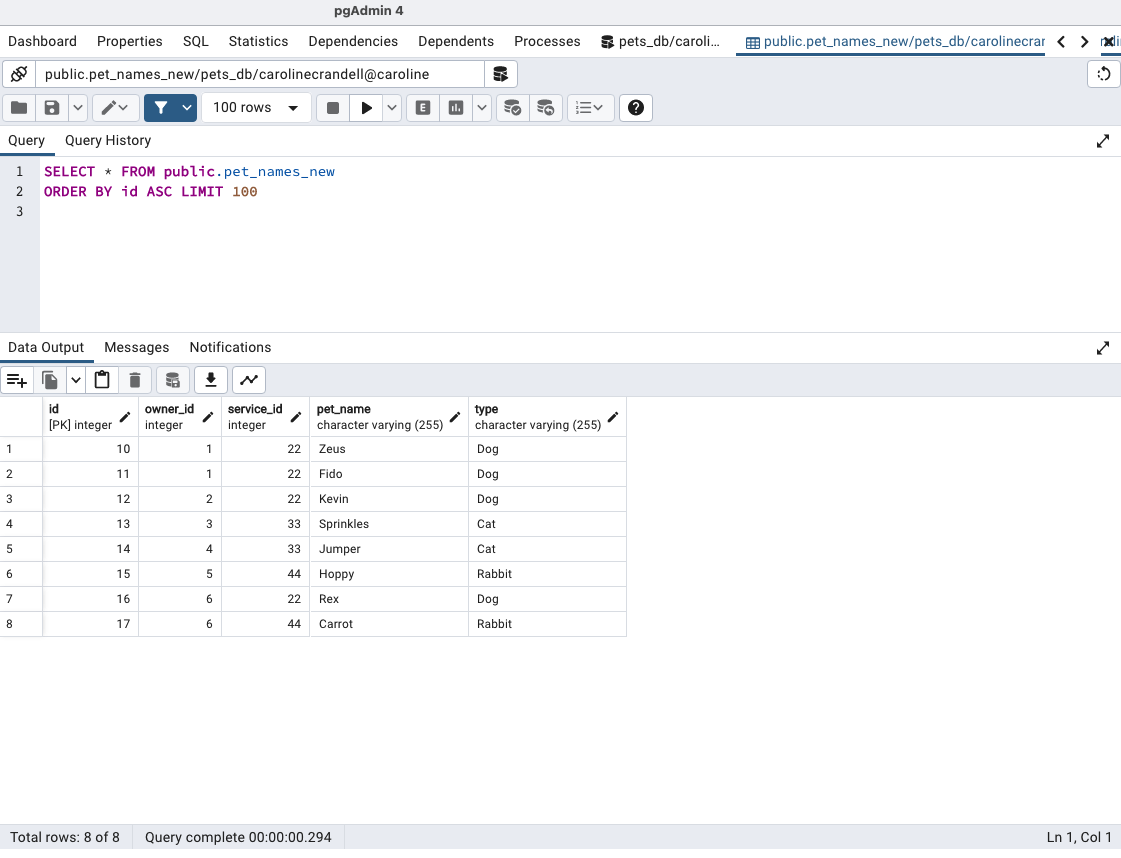 pgAdmin 4
Dashboard Properties SQL Statistics Dependencies Dependents Processes pets_db/caroli... public.pet_names_new/pets_db/carolinecrar
public.pet_names_new/pets_db/carolinecrandell@caroline
100 rows E
Query Query History
1 SELECT * FROM public.pet_names_new
2 ORDER BY id ASC LIMIT 100
3
Data Output Messages Notifications
id owner_id service_id pet_name type
[PK] integer integer integer character varying (255) character varying (255)
1 10 1 22 Zeus Dog
2 11 1 22 Fido Dog
3 12 2 22 Kevin Dog
4 13 3 33 Sprinkles Cat
5 14 4 33 Jumper Cat
6 15 5 44 Hoppy Rabbit
7 16 6 22 Rex Dog
8 17 6 44 Carrot Rabbit
Total rows: 8 of 8 Query complete 00:00:00.294 Ln 1, Col 1